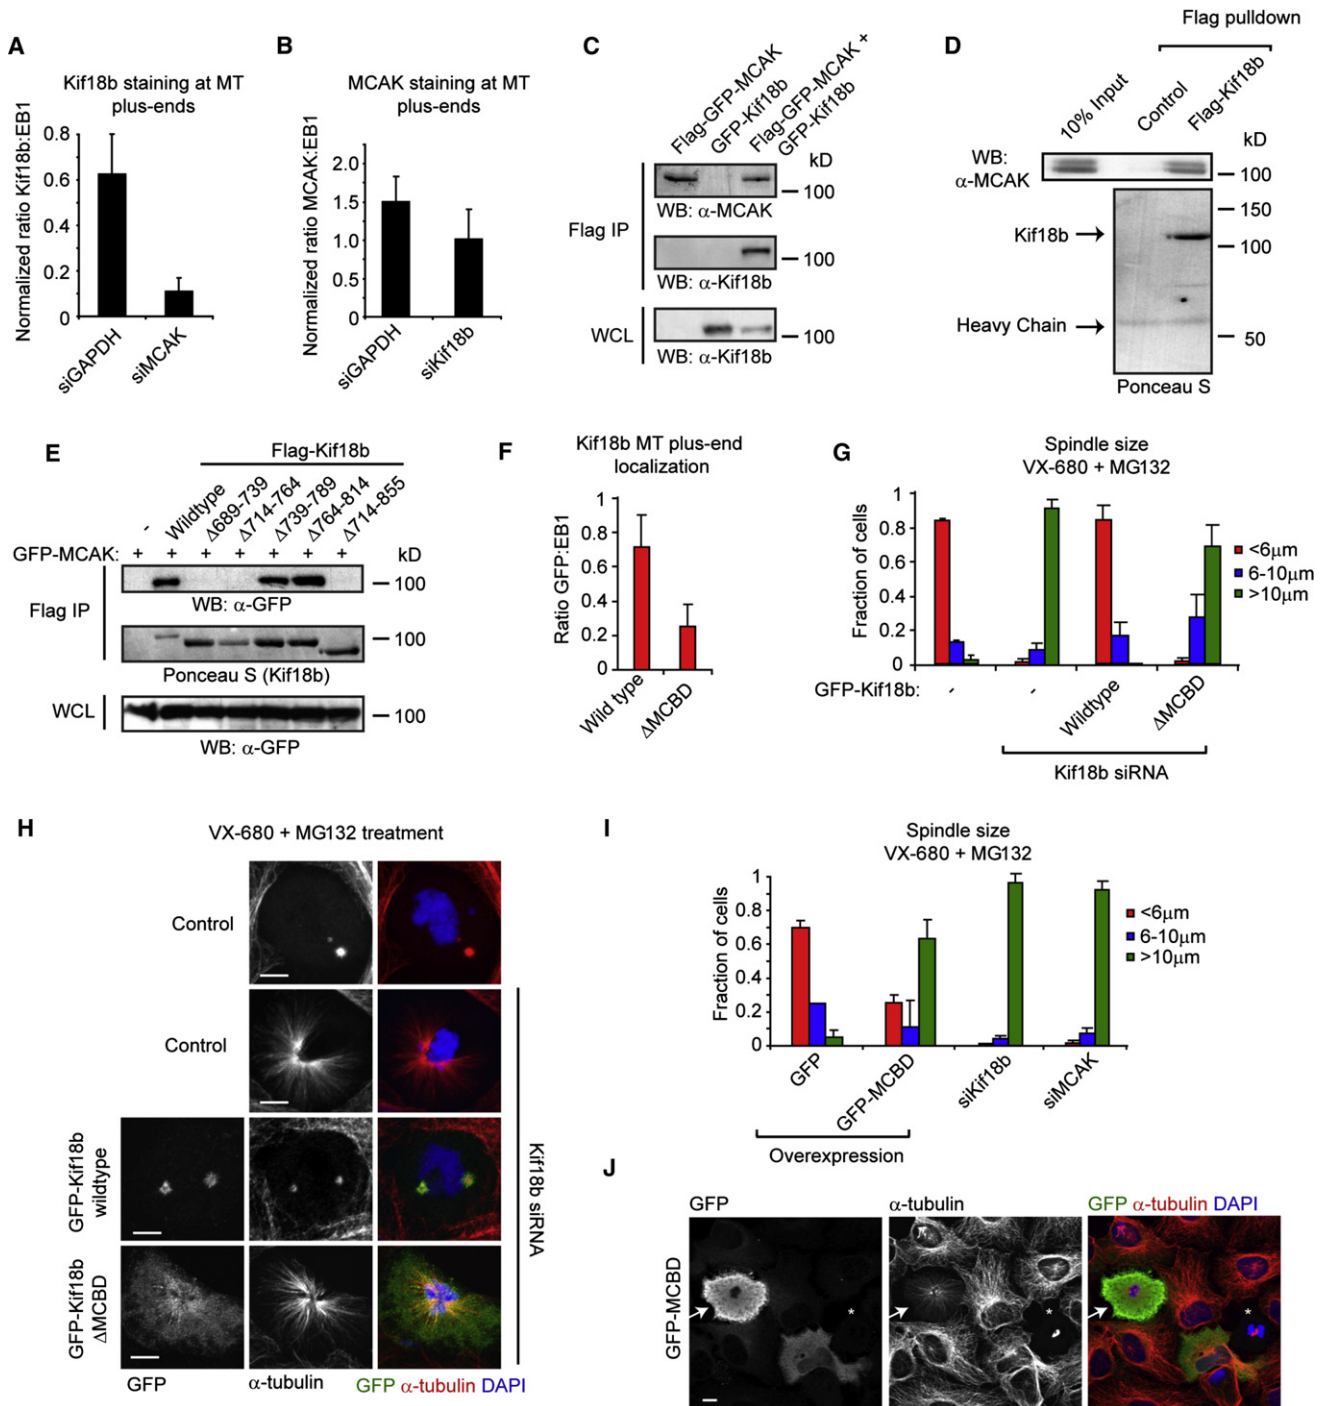 A
Kif18b staining at MT
plus-ends
Normalized ratio Kif18b:EB1
0.8
0.6
0.4
0.2
0
siGAPDH
siMCAK
B
MCAK staining at MT
plus-ends
Normalized ratio MCAK:EB1
2.0
1.5
1.0
0.5
0
siGAPDH
siKif18b
C
Flag-GFP-MCAK
GFP-Kif18b
Flag-GFP-MCAK +
GFP-Kif18b
kD
100
WB: α-MCAK
Flag IP
100
WB: α-Kif18b
WCL
100
WB: α-Kif18b
D
Flag pulldown
10% Input
Control
Flag-Kif18b
kD
WB:
α-MCAK
100
150
Kif18b
100
Heavy Chain
50
Ponceau S
E
Flag-Kif18b
-
Wildtype
Δ689-739
Δ714-764
Δ739-789
Δ764-814
Δ714-855
GFP-MCAK: + + + + + + +
kD
100
WB: α-GFP
Flag IP
100
Ponceau S (Kif18b)
WCL
100
WB: α-GFP
F
Kif18b MT plus-end
localization
Ratio GFP:EB1
1
0.8
0.6
0.4
0.2
0
Wild type
ΔMCBD
G
Spindle size
VX-680 + MG132
Fraction of cells
1
0.8
0.6
0.4
0.2
0
<6μm
6-10μm
>10μm
GFP-Kif18b: - - Wildtype ΔMCBD
Kif18b siRNA
H
VX-680 + MG132 treatment
Control
Control
GFP-Kif18b
wildtype
GFP-Kif18b
ΔMCBD
Kif18b siRNA
GFP
α-tubulin
GFP α-tubulin DAPI
I
Spindle size
VX-680 + MG132
Fraction of cells
1
0.8
0.6
0.4
0.2
0
<6μm
6-10μm
>10μm
GFP
GFP-MCBD
siKif18b
siMCAK
Overexpression
J
GFP
α-tubulin
GFP α-tubulin DAPI
GFP-MCBD
*
*
*